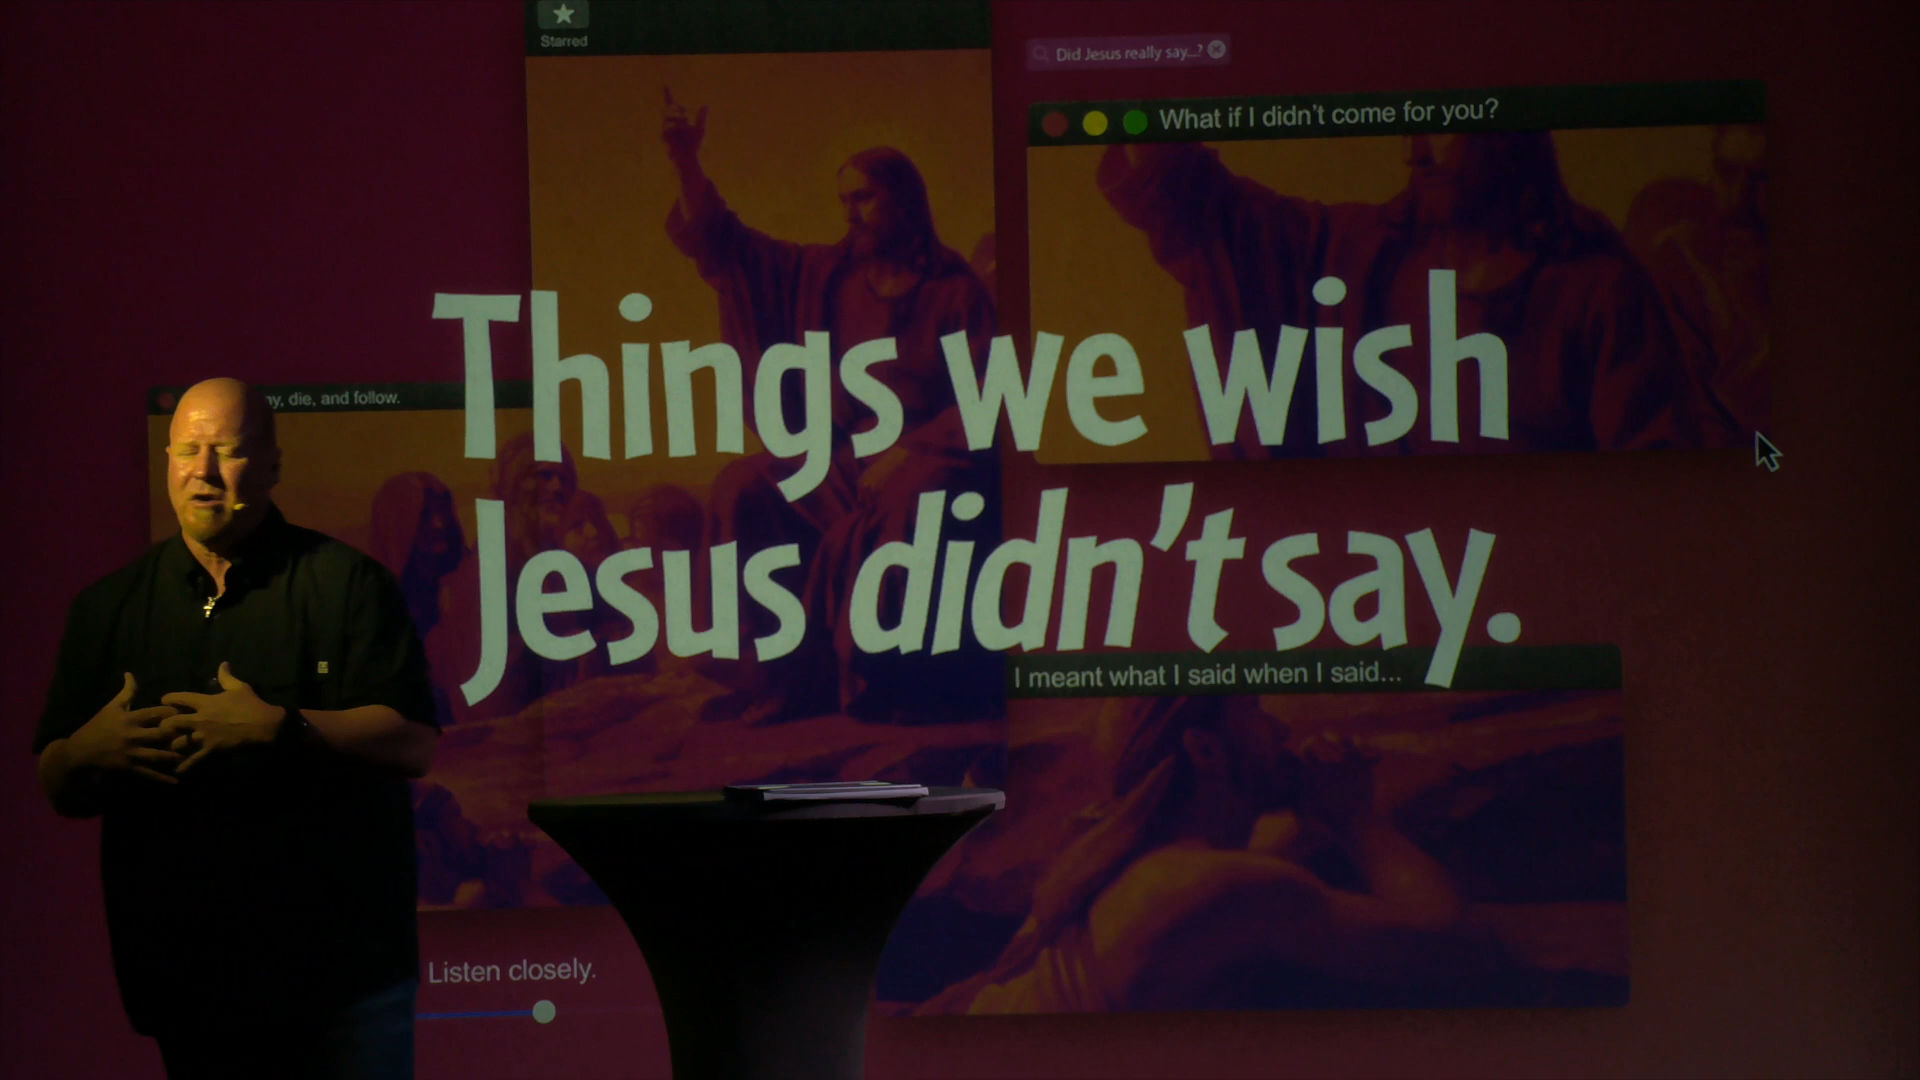 Starred
Did Jesus really say...?
What if I didn't come for you?
die, and follow.
Things we wish
Jesus didn't say.
I meant what I said when I said...
Listen closely.